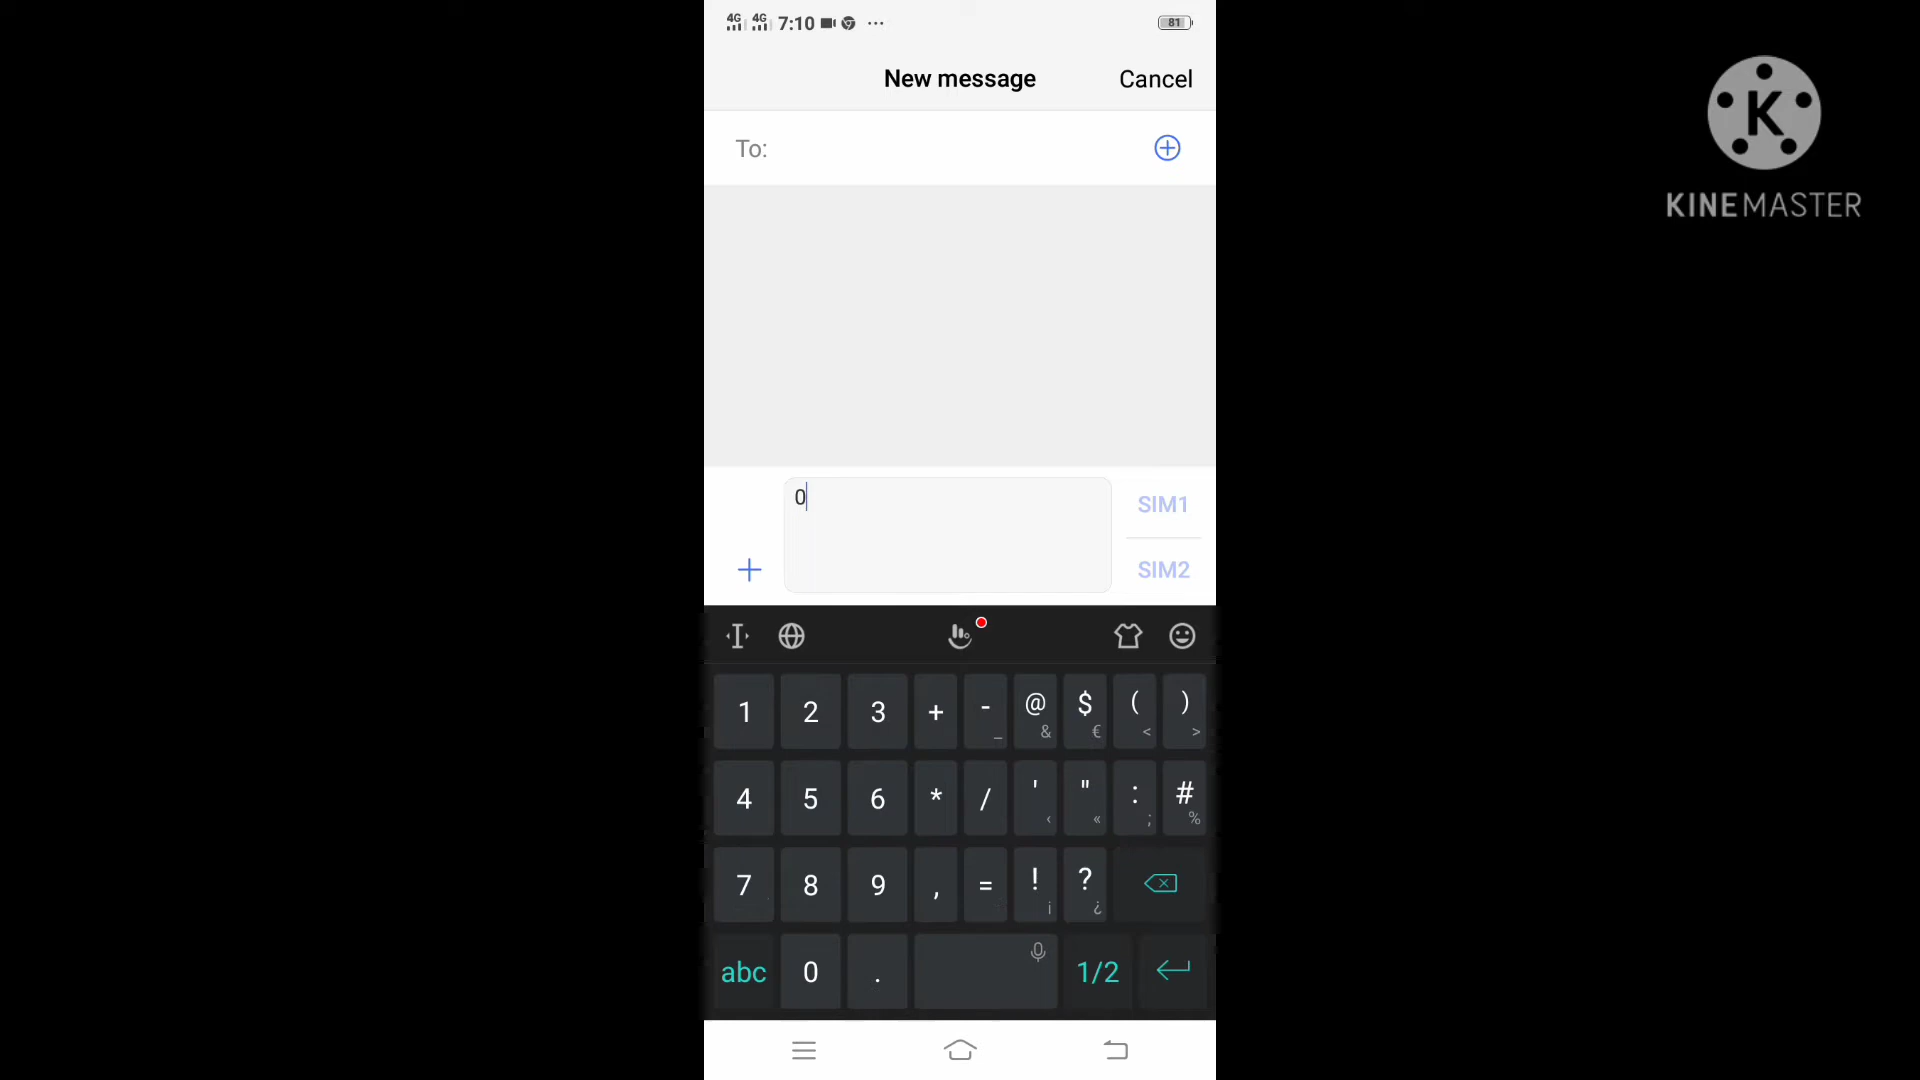 4G 4G 7:10 ... 81
New message Cancel
K
KINEMASTER
To:
0
SIM1
SIM2
1 2 3 + - _ @ & $ € ( < ) >
4 5 6 * / ' ‹ " « : ; # %
7 8 9 , = ! ¡ ? ¿
abc 0 . 1/2